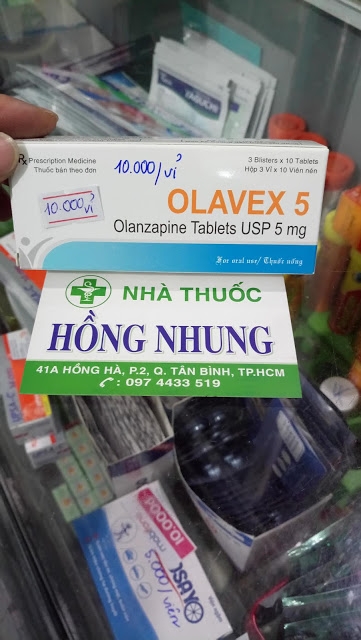 TABUCHI
Rx Prescription Medicine
Thuốc bán theo đơn
10.000/vỉ
3 Blisters x 10 Tablets
Hộp 3 Vỉ x 10 Viên nén
10.000/vỉ
OLAVEX 5
Olanzapine Tablets USP 5 mg
For oral use/ Thuốc uống
NHÀ THUỐC
HỒNG NHUNG
41A HỒNG HÀ, P.2, Q. TÂN BÌNH, TP.HCM
: 097 4433 519
10.000
5.000/viên